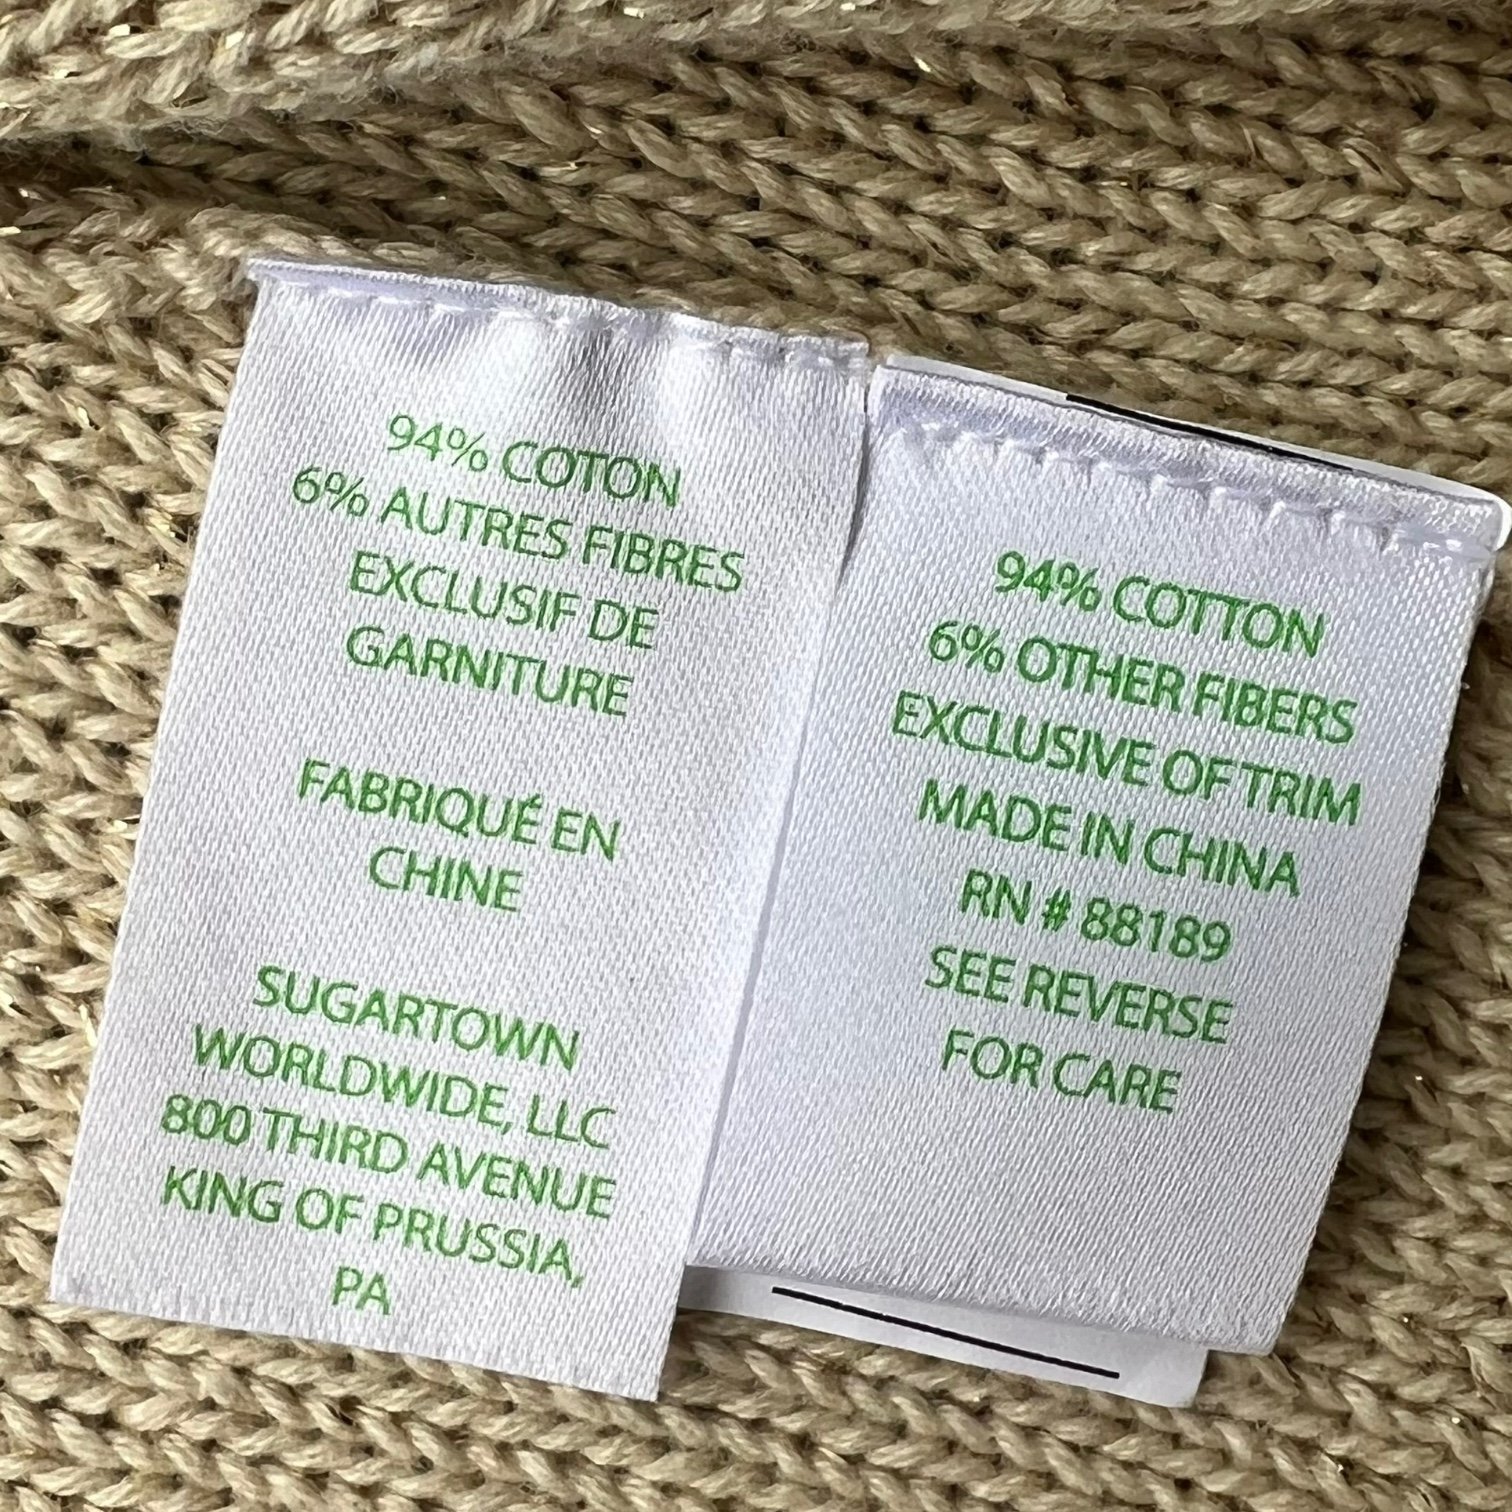 94% COTON
6% AUTRES FIBRES
EXCLUSIF DE
GARNITURE
FABRIQUÉ EN
CHINE
SUGARTOWN
WORLDWIDE, LLC
800 THIRD AVENUE
KING OF PRUSSIA,
PA
94% COTTON
6% OTHER FIBERS
EXCLUSIVE OF TRIM
MADE IN CHINA
RN # 88189
SEE REVERSE
FOR CARE